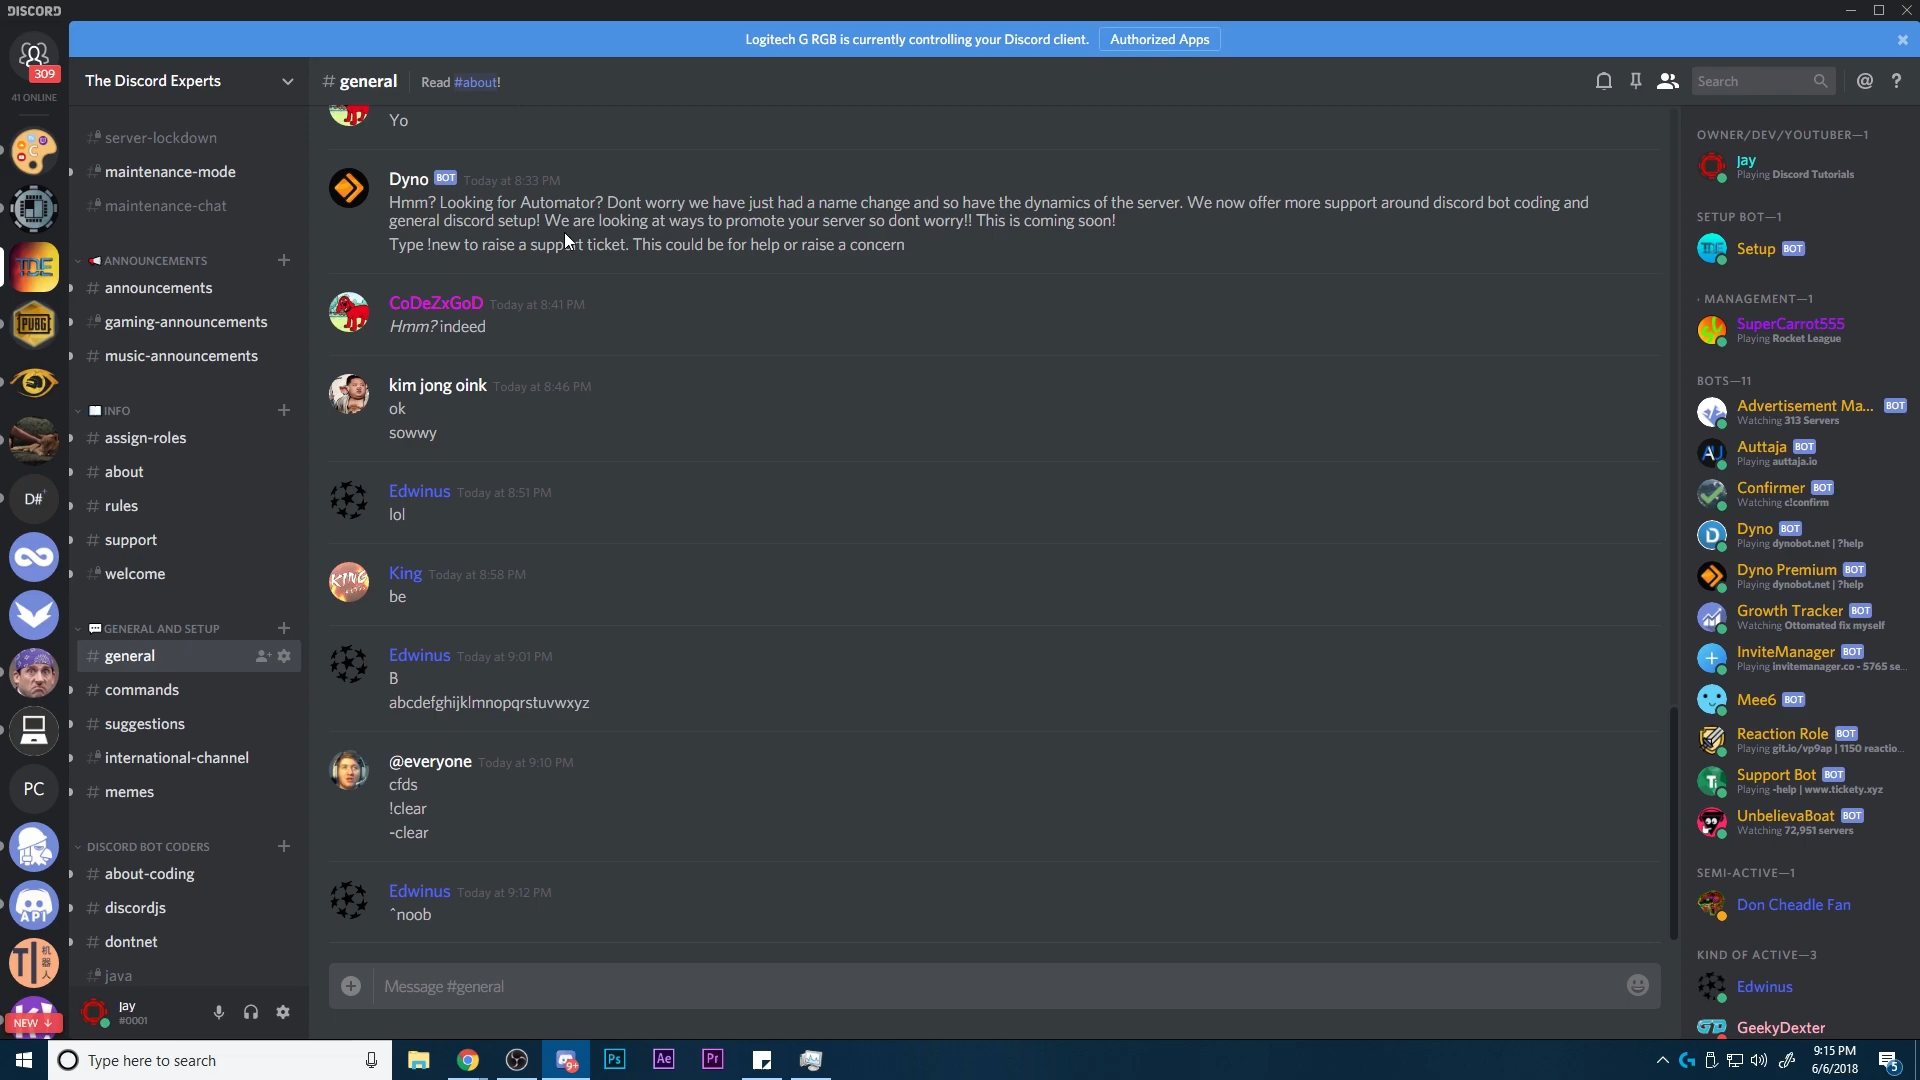 DISCORD
Logitech G RGB is currently controlling your Discord client. Authorized Apps
309
41 ONLINE
D#+
PC
API
NEW ↓
The Discord Experts
server-lockdown
maintenance-mode
maintenance-chat
ANNOUNCEMENTS
announcements
gaming-announcements
music-announcements
INFO
assign-roles
about
rules
support
welcome
GENERAL AND SETUP
general
commands
suggestions
international-channel
memes
DISCORD BOT CODERS
about-coding
discordjs
dontnet
java
Jay
#0001
# general Read #about!
Search
Yo
Dyno BOT Today at 8:33 PM
Hmm? Looking for Automator? Dont worry we have just had a name change and so have the dynamics of the server. We now offer more support around discord bot coding and
general discord setup! We are looking at ways to promote your server so dont worry!! This is coming soon!
Type !new to raise a support ticket. This could be for help or raise a concern
CoDeZxGoD Today at 8:41 PM
Hmm? indeed
kim jong oink Today at 8:46 PM
ok
sowwy
Edwinus Today at 8:51 PM
lol
King Today at 8:58 PM
be
Edwinus Today at 9:01 PM
B
abcdefghijklmnopqrstuvwxyz
@everyone Today at 9:10 PM
cfds
!clear
-clear
Edwinus Today at 9:12 PM
^noob
Message #general
OWNER/DEV/YOUTUBER—1
Jay
Playing Discord Tutorials
SETUP BOT—1
Setup BOT
· MANAGEMENT—1
SuperCarrot555
Playing Rocket League
BOTS—11
Advertisement Ma... BOT
Watching 313 Servers
Auttaja BOT
Playing auttaja.io
Confirmer BOT
Watching c!confirm
Dyno BOT
Playing dynobot.net | ?help
Dyno Premium BOT
Playing dynobot.net | ?help
Growth Tracker BOT
Watching Ottomated fix myself
InviteManager BOT
Playing invitemanager.co - 5765 se...
Mee6 BOT
Reaction Role BOT
Playing git.io/vp9ap | 1150 reactio...
Support Bot BOT
Playing -help | www.tickety.xyz
UnbelievaBoat BOT
Watching 72,951 servers
SEMI-ACTIVE—1
Don Cheadle Fan
KIND OF ACTIVE—3
Edwinus
GeekyDexter
Type here to search
9+
Ps
Ae
Pr
9:15 PM
6/6/2018
5